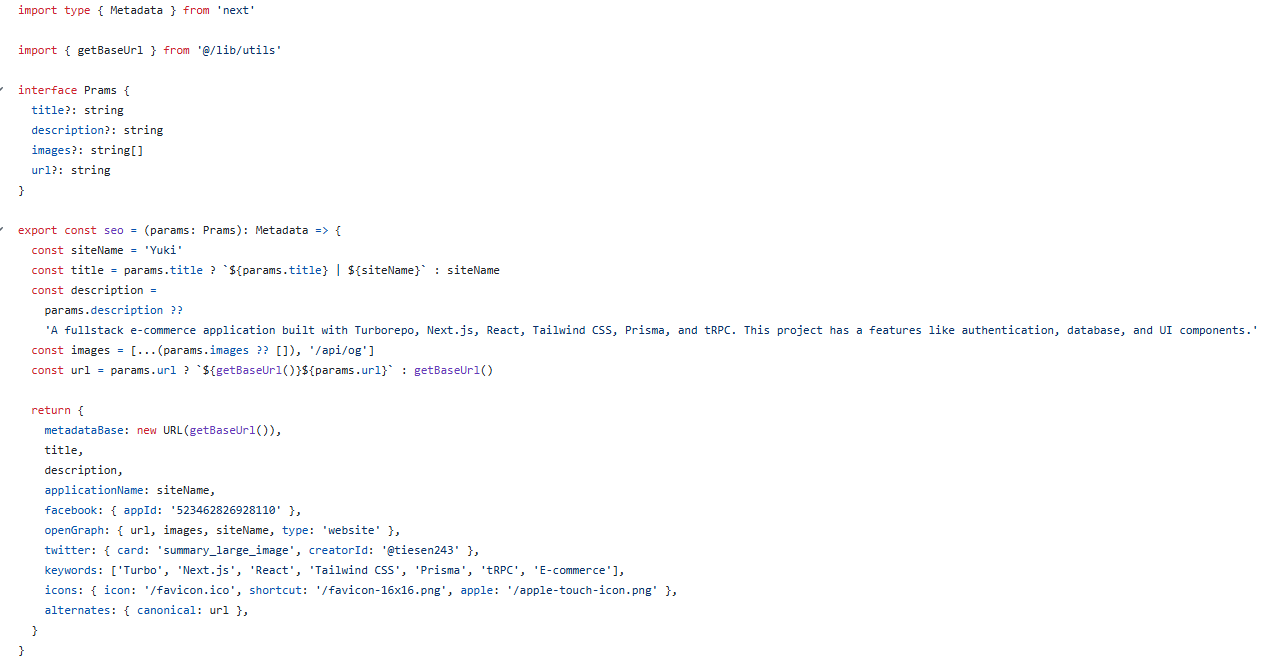 import type { Metadata } from 'next'
import { getBaseUrl } from '@/lib/utils'
interface Prams {
  title?: string
  description?: string
  images?: string[]
  url?: string
}
export const seo = (params: Prams): Metadata => {
  const siteName = 'Yuki'
  const title = params.title ? `${params.title} | ${siteName}` : siteName
  const description =
    params.description ??
    'A fullstack e-commerce application built with Turborepo, Next.js, React, Tailwind CSS, Prisma, and tRPC. This project has a features like authentication, database, and UI components.'
  const images = [...(params.images ?? []), '/api/og']
  const url = params.url ? `${getBaseUrl()}${params.url}` : getBaseUrl()
  return {
    metadataBase: new URL(getBaseUrl()),
    title,
    description,
    applicationName: siteName,
    facebook: { appId: '523462826928110' },
    openGraph: { url, images, siteName, type: 'website' },
    twitter: { card: 'summary_large_image', creatorId: '@tiesen243' },
    keywords: ['Turbo', 'Next.js', 'React', 'Tailwind CSS', 'Prisma', 'tRPC', 'E-commerce'],
    icons: { icon: '/favicon.ico', shortcut: '/favicon-16x16.png', apple: '/apple-touch-icon.png' },
    alternates: { canonical: url },
  }
}